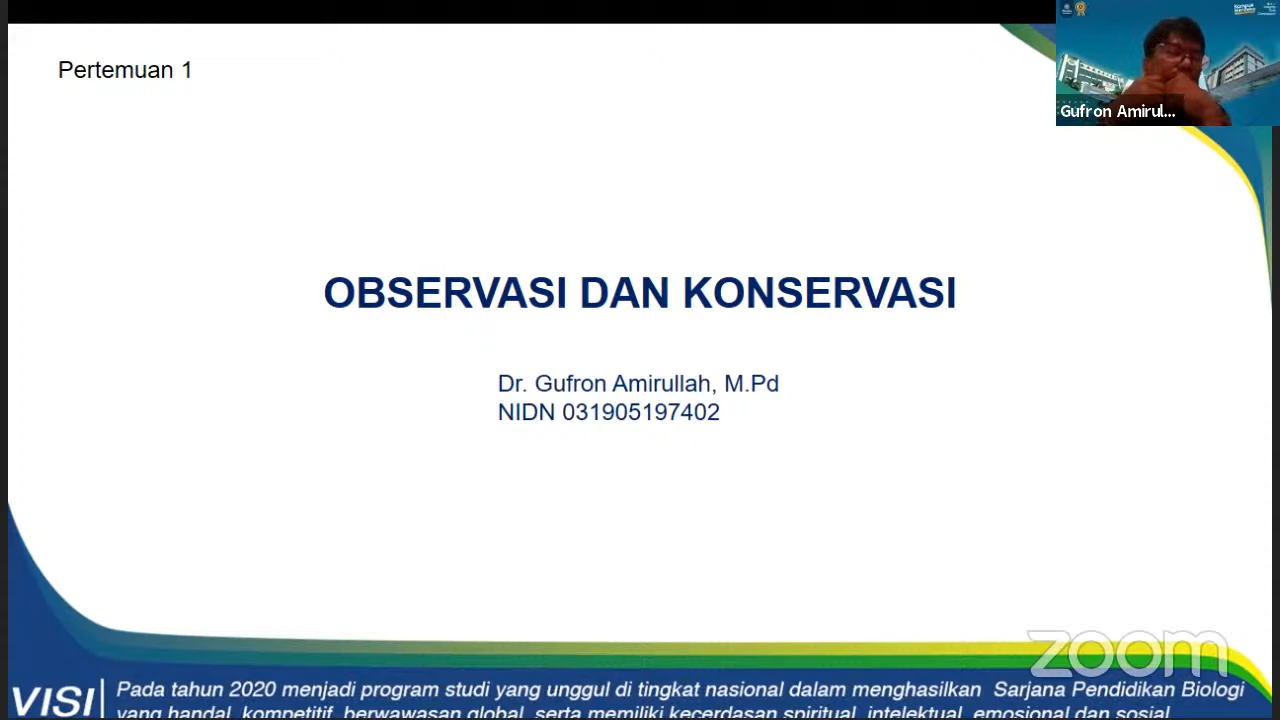 Pertemuan 1
Gufron Amirul...
OBSERVASI DAN KONSERVASI
Dr. Gufron Amirullah, M.Pd
NIDN 031905197402
zoom
VISI
Pada tahun 2020 menjadi program studi yang unggul di tingkat nasional dalam menghasilkan Sarjana Pendidikan Biologi
yang handal, kompetitif, berwawasan global, serta memiliki kecerdasan spiritual, intelektual, emosional dan sosial